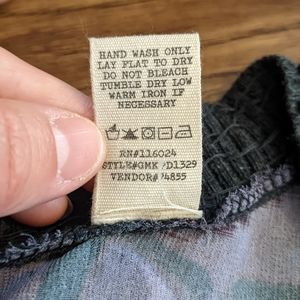 HAND WASH ONLY
LAY FLAT TO DRY
DO NOT BLEACH
TUMBLE DRY LOW
WARM IRON IF
NECESSARY
RN#116024
STYLE#GMK D1329
VENDOR# 4855